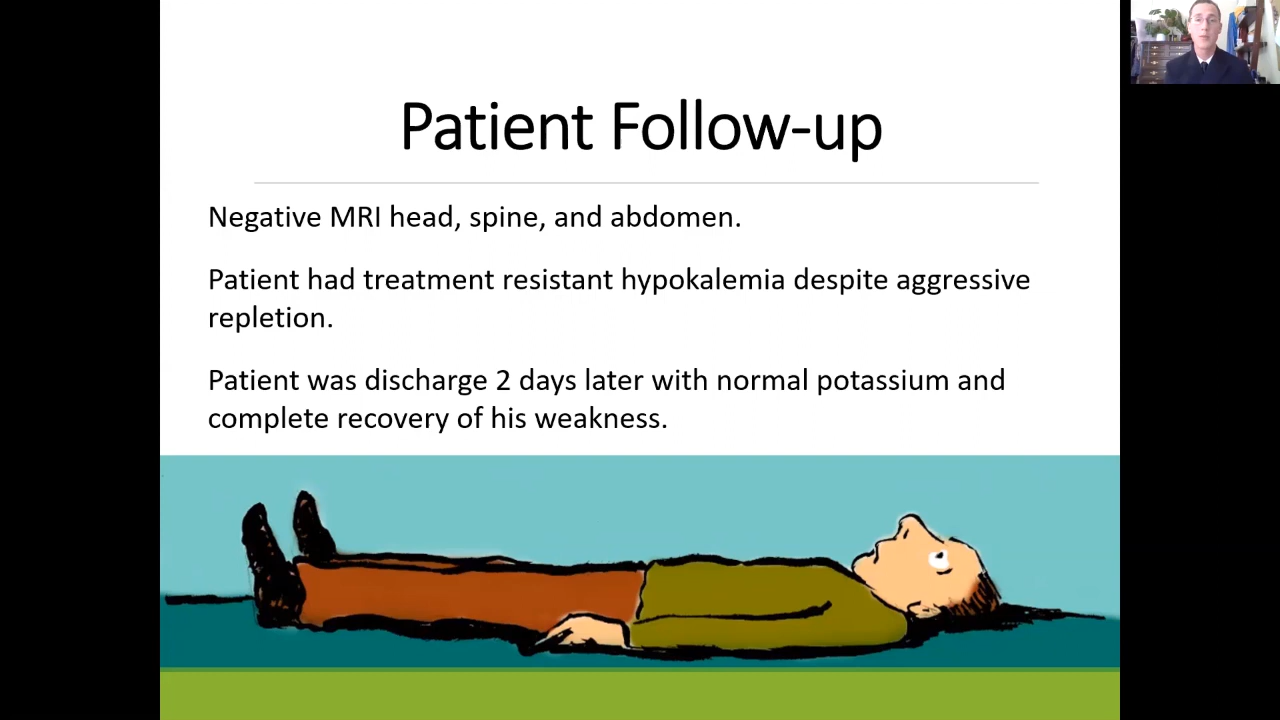 Patient Follow-up
Negative MRI head, spine, and abdomen.
Patient had treatment resistant hypokalemia despite aggressive
repletion.
Patient was discharge 2 days later with normal potassium and
complete recovery of his weakness.